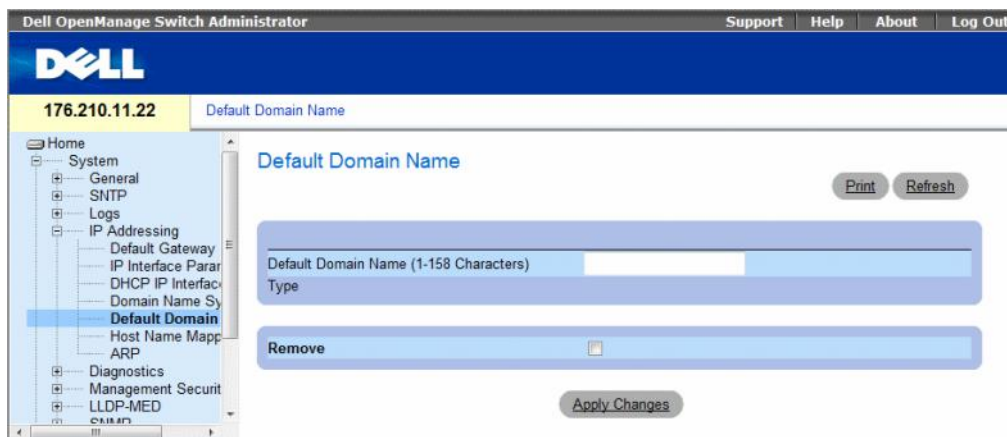 Dell OpenManage Switch Administrator
Support Help About Log Out
DELL
176.210.11.22
Default Domain Name
Home
System
General
SNTP
Logs
IP Addressing
Default Gateway
IP Interface Parar
DHCP IP Interface
Domain Name Sy
Default Domain
Host Name Mapp
ARP
Diagnostics
Management Securit
LLDP-MED
SNMP
Default Domain Name
Print Refresh
Default Domain Name (1-158 Characters)
Type
Remove
Apply Changes